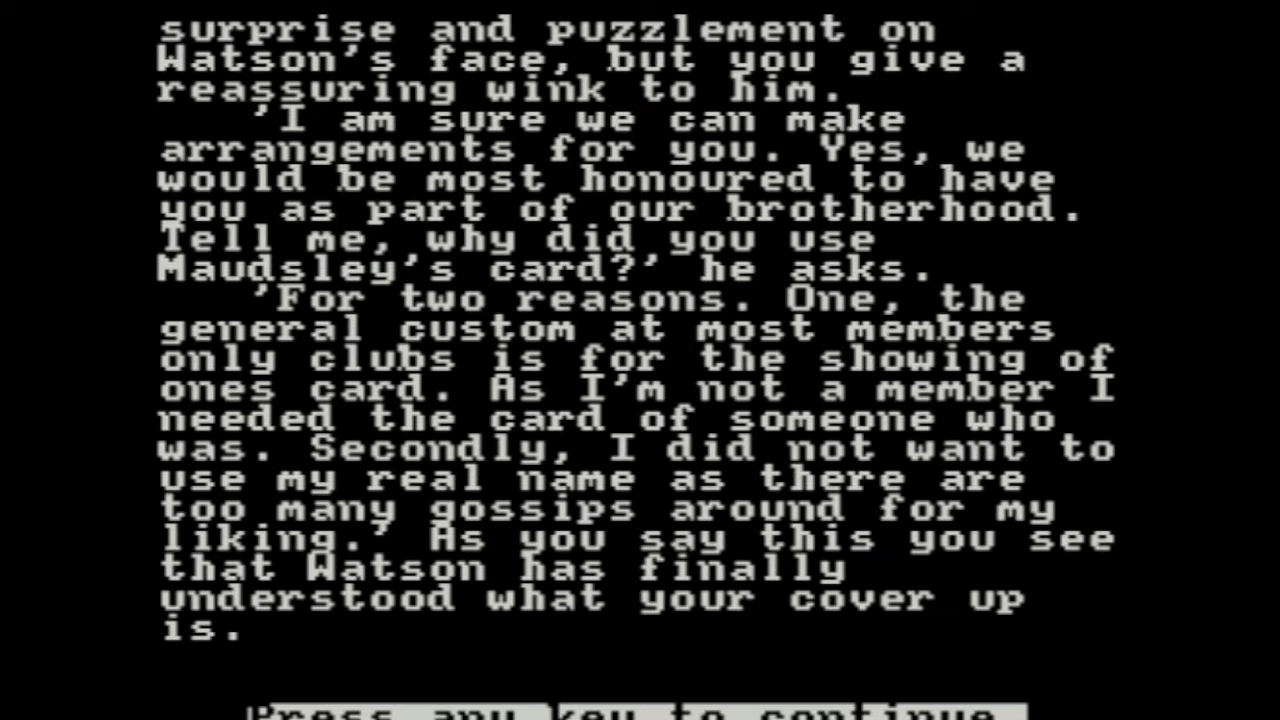 surprise and puzzlement on
Watson's face, but you give a
reassuring wink to him.
'I am sure we can make
arrangements for you. Yes, we
would be most honoured to have
you as part of our brotherhood.
Tell me, why did you use
Maudsley's card?' he asks.
'For two reasons. One, the
general custom at most members
only clubs is for the showing of
ones card. As I'm not a member I
needed the card of someone who
was. Secondly, I did not want to
use my real name as there are
too many gossips around for my
liking.' As you say this you see
that Watson has finally
understood what your cover up
is.
Press any key to continue